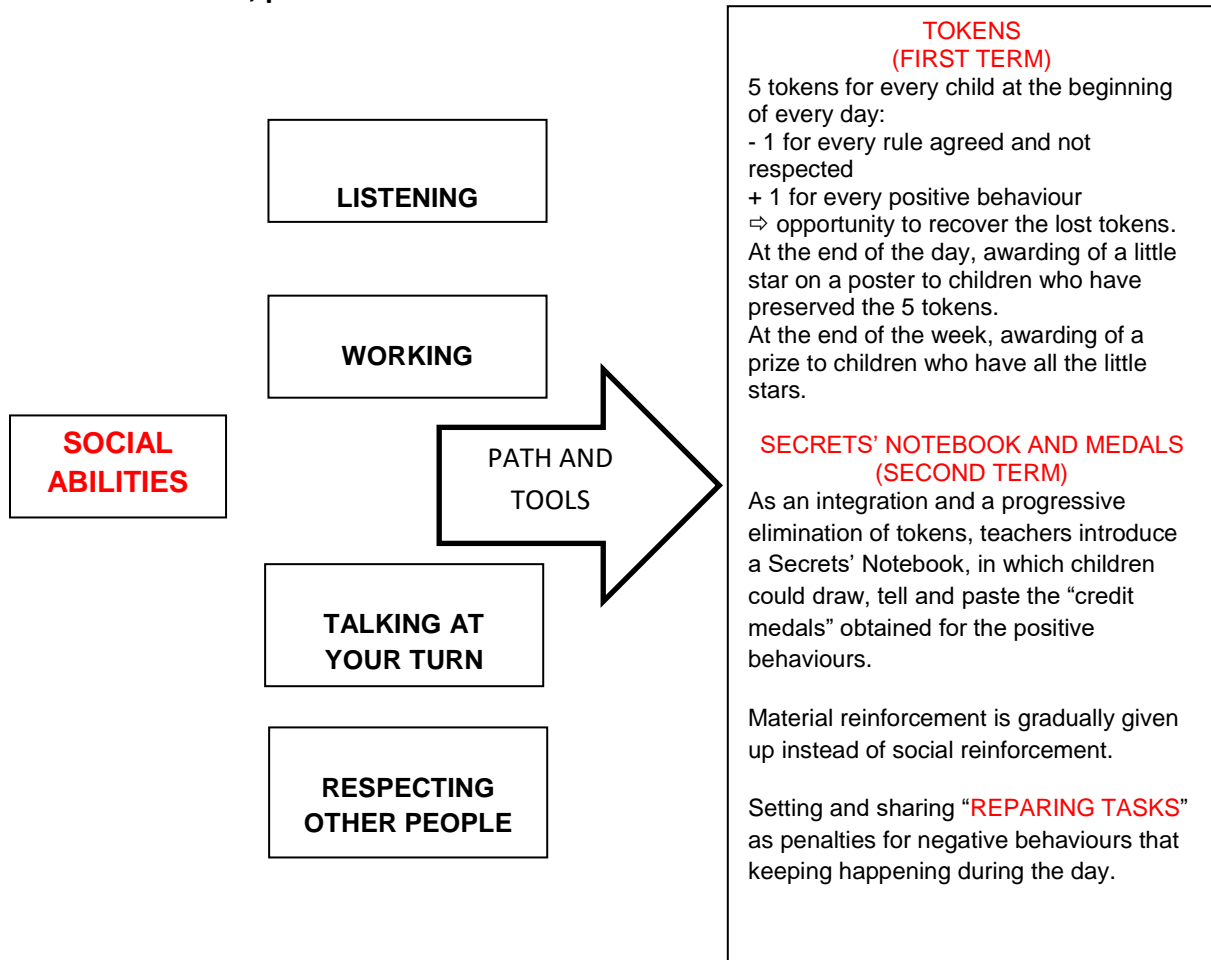 SOCIAL
ABILITIES
LISTENING
WORKING
TALKING AT
YOUR TURN
RESPECTING
OTHER PEOPLE
PATH AND
TOOLS
TOKENS
(FIRST TERM)
5 tokens for every child at the beginning
of every day:
- 1 for every rule agreed and not
respected
+ 1 for every positive behaviour
⇨ opportunity to recover the lost tokens.
At the end of the day, awarding of a little
star on a poster to children who have
preserved the 5 tokens.
At the end of the week, awarding of a
prize to children who have all the little
stars.
SECRETS’ NOTEBOOK AND MEDALS
(SECOND TERM)
As an integration and a progressive
elimination of tokens, teachers introduce
a Secrets’ Notebook, in which children
could draw, tell and paste the “credit
medals” obtained for the positive
behaviours.
Material reinforcement is gradually given
up instead of social reinforcement.
Setting and sharing “REPARING TASKS”
as penalties for negative behaviours that
keeping happening during the day.